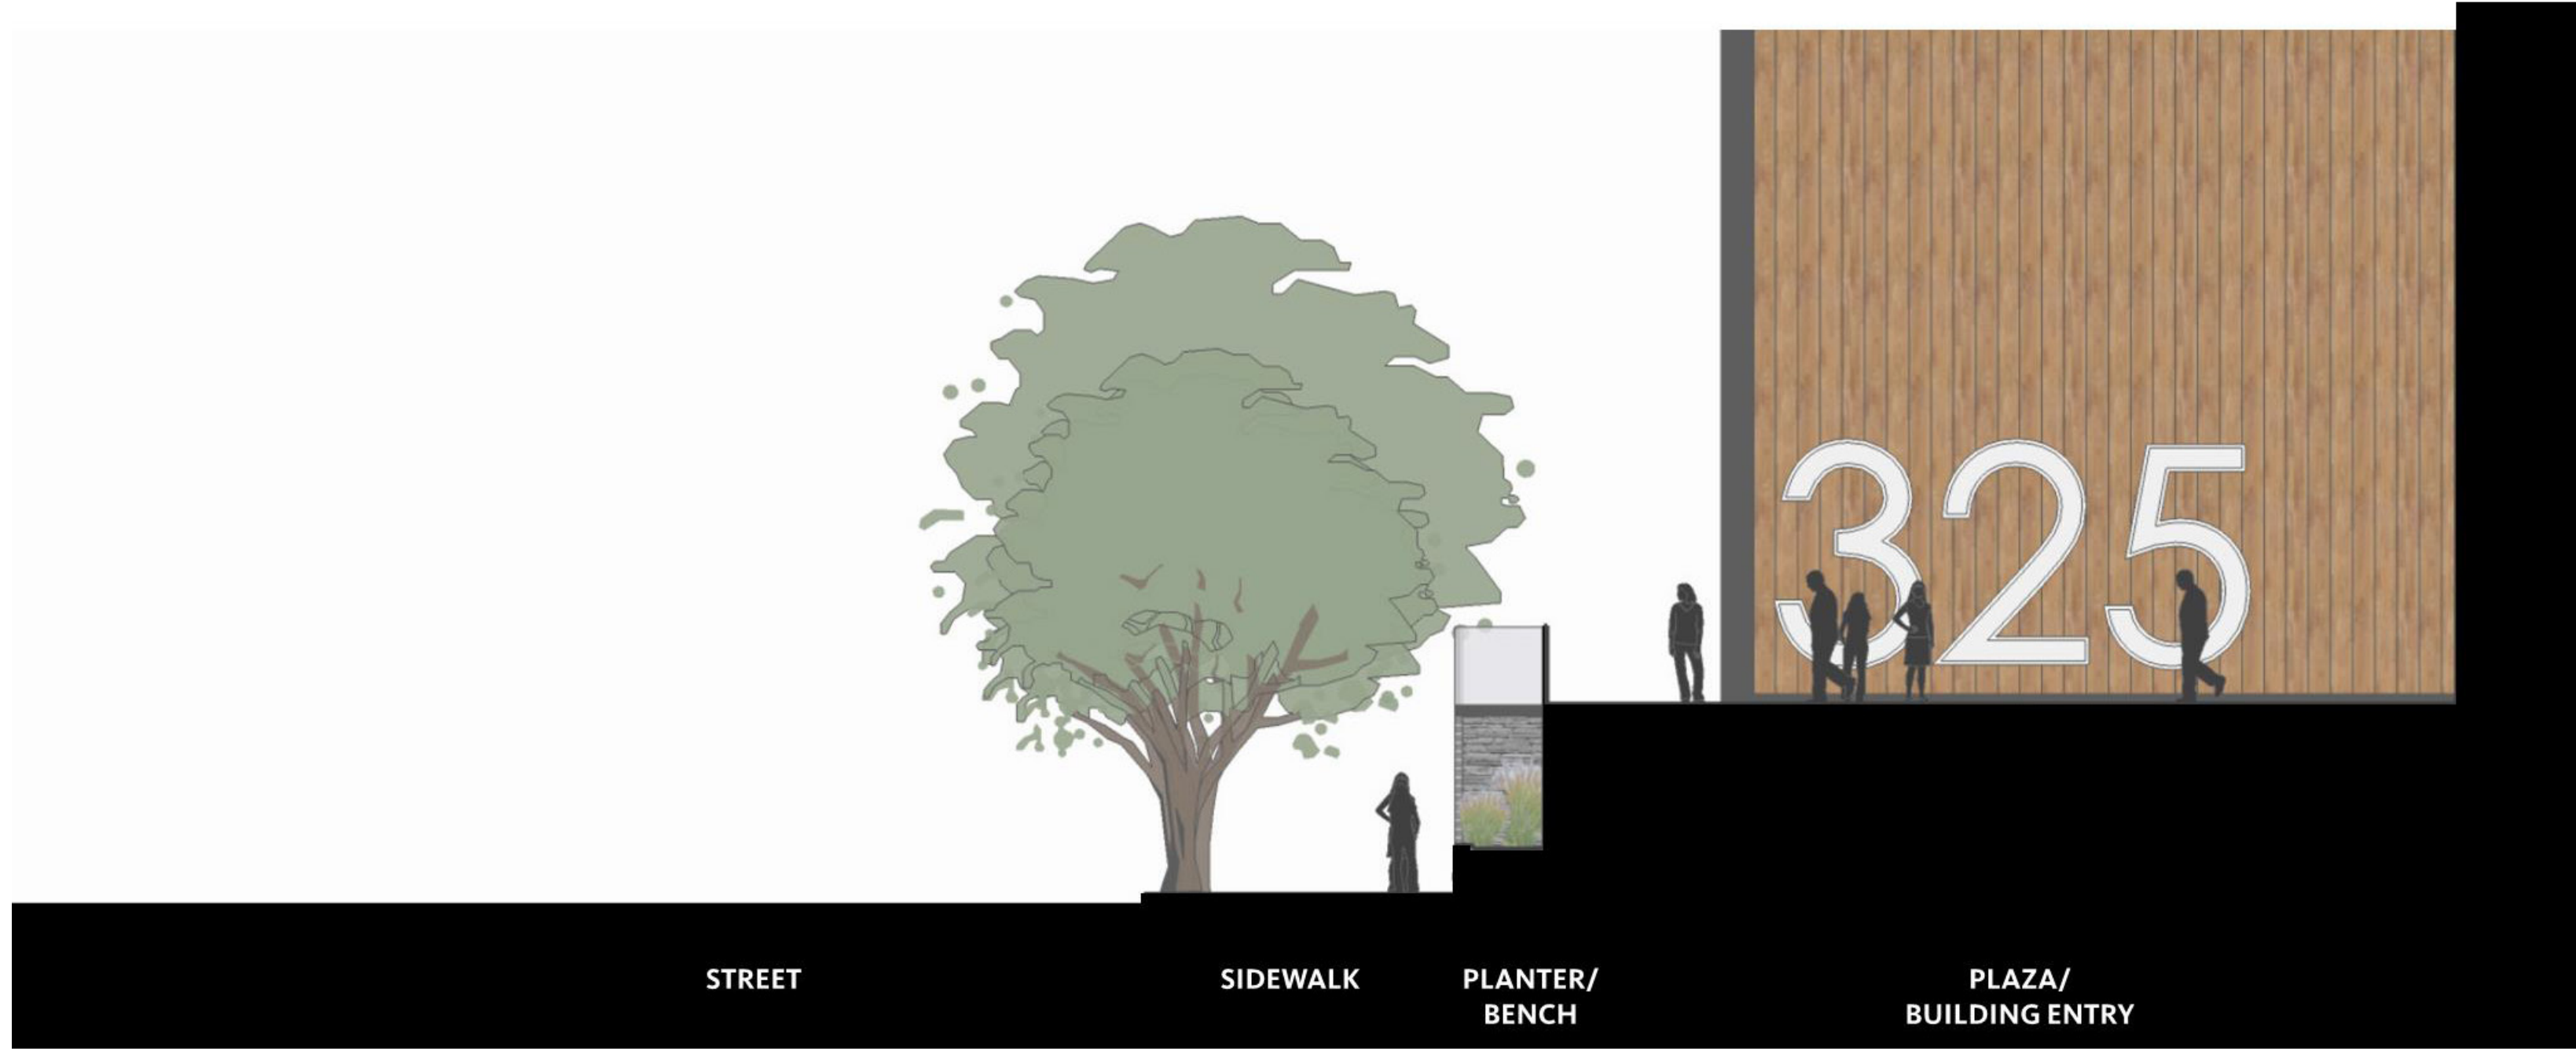 325
STREET
SIDEWALK
PLANTER/
BENCH
PLAZA/
BUILDING ENTRY